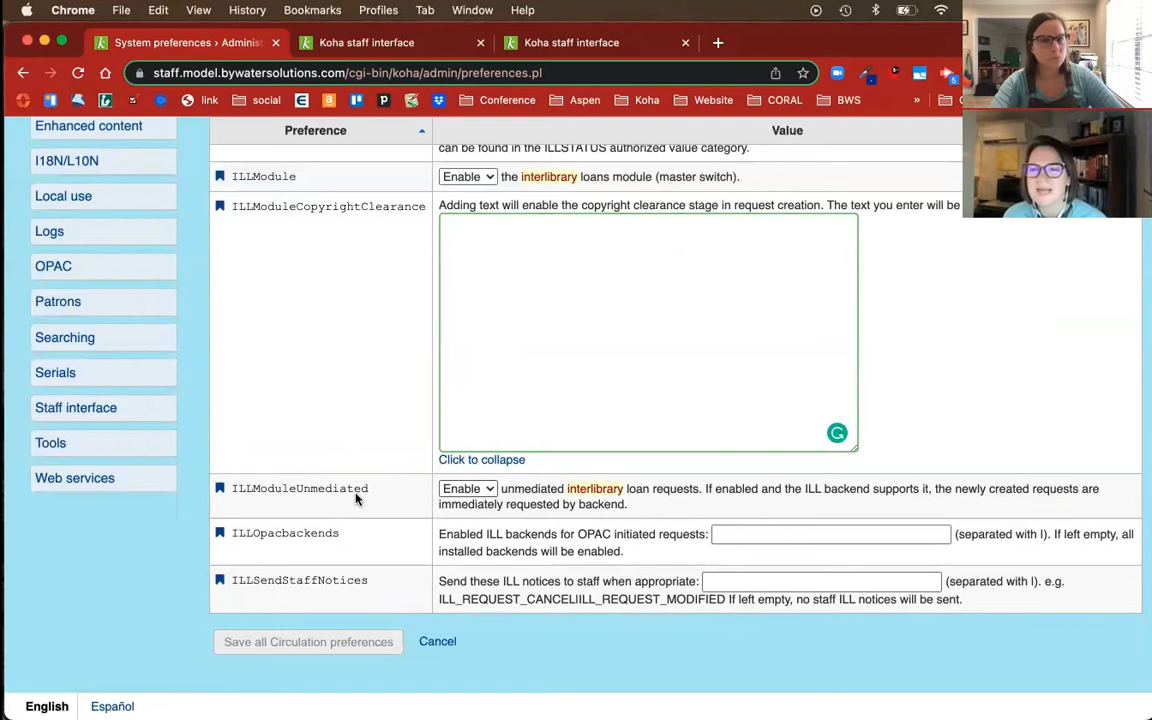 Chrome File Edit View History Bookmarks Profiles Tab Window Help
System preferences › Adminis Koha staff interface Koha staff interface
staff.model.bywatersolutions.com/cgi-bin/koha/admin/preferences.pl
link social Conference Aspen Koha Website CORAL BWS »
Preference Value
Enhanced content
can be found in the ILLSTATUS authorized value category.
I18N/L10N
ILLModule Enable the interlibrary loans module (master switch).
Local use
ILLModuleCopyrightClearance Adding text will enable the copyright clearance stage in request creation. The text you enter will be
Logs
OPAC
Patrons
Searching
Serials
Staff interface
Tools
Click to collapse
Web services
ILLModuleUnmediated Enable unmediated interlibrary loan requests. If enabled and the ILL backend supports it, the newly created requests are
immediately requested by backend.
ILLOpacbackends Enabled ILL backends for OPAC initiated requests: (separated with |). If left empty, all
installed backends will be enabled.
ILLSendStaffNotices Send these ILL notices to staff when appropriate: (separated with |). e.g.
ILL_REQUEST_CANCEL|ILL_REQUEST_MODIFIED If left empty, no staff ILL notices will be sent.
Save all Circulation preferences Cancel
English Español